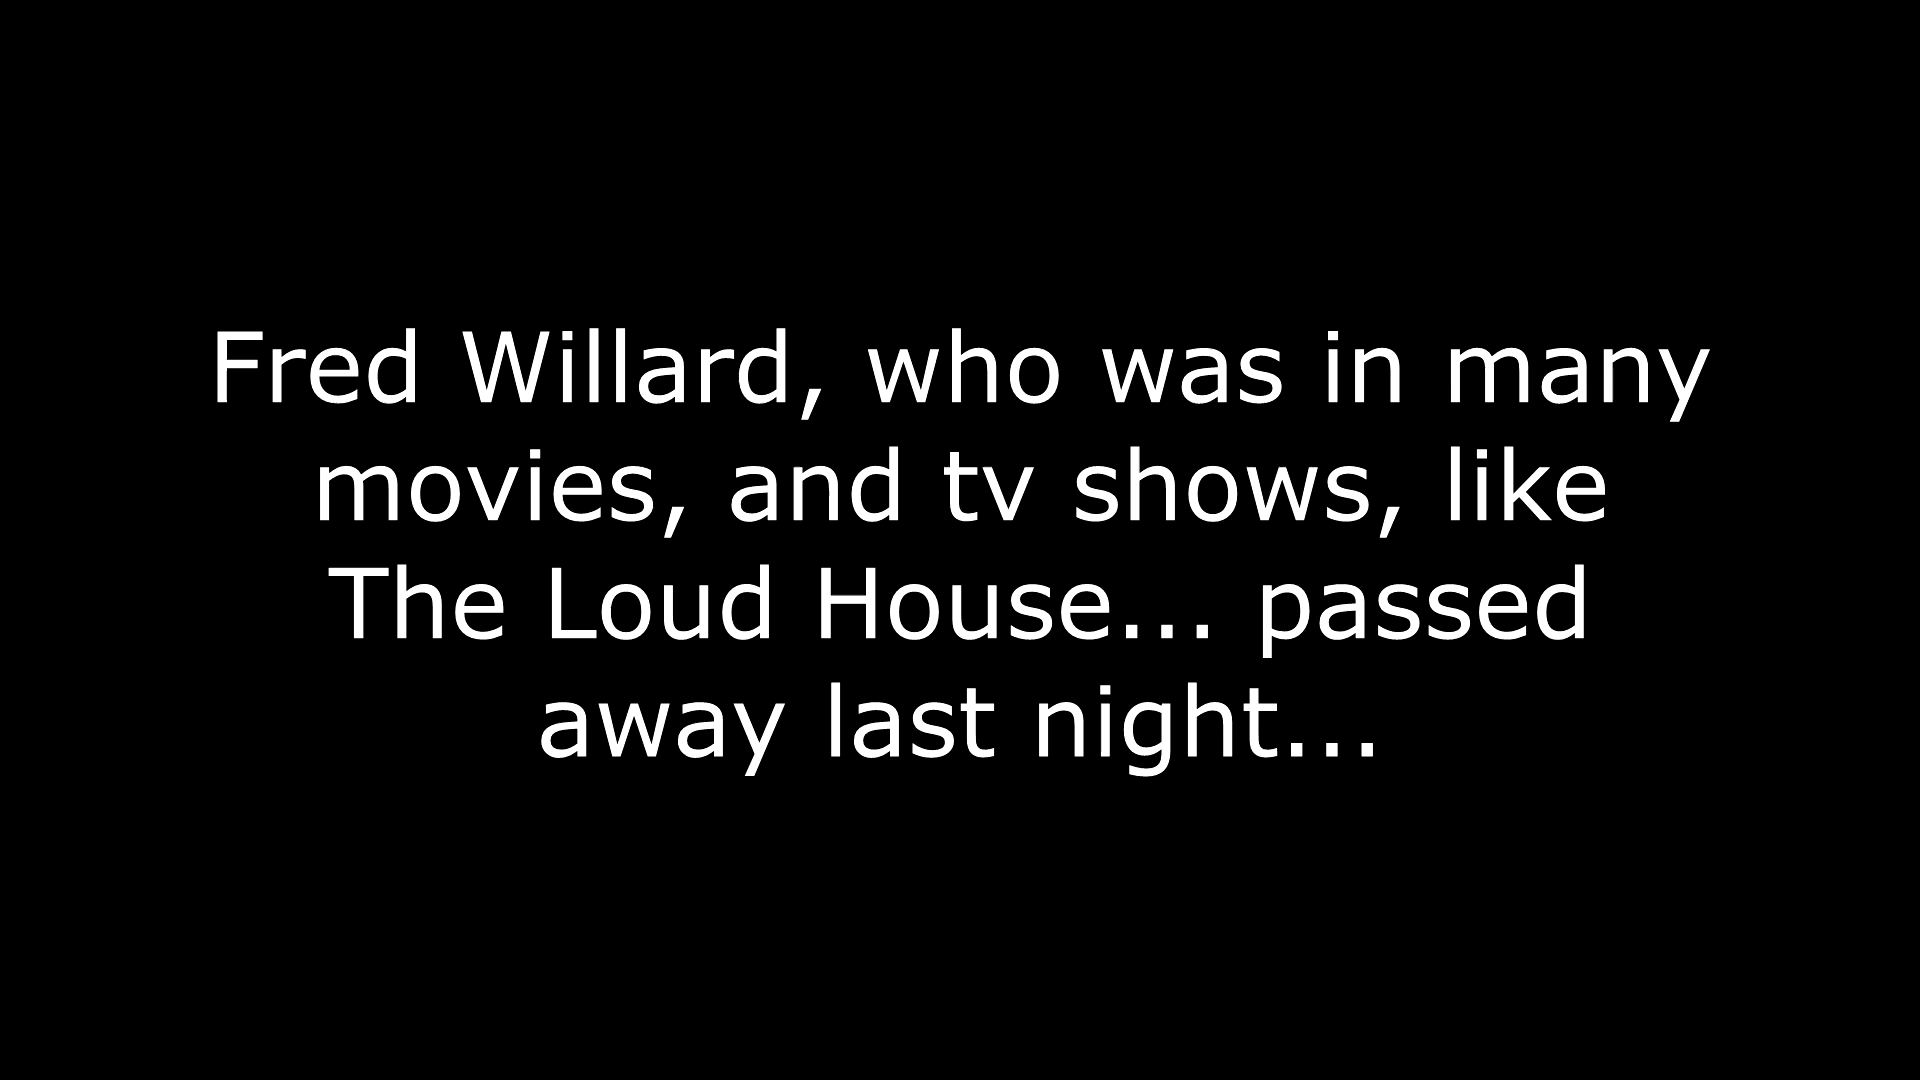 Fred Willard, who was in many
movies, and tv shows, like
The Loud House... passed
away last night...